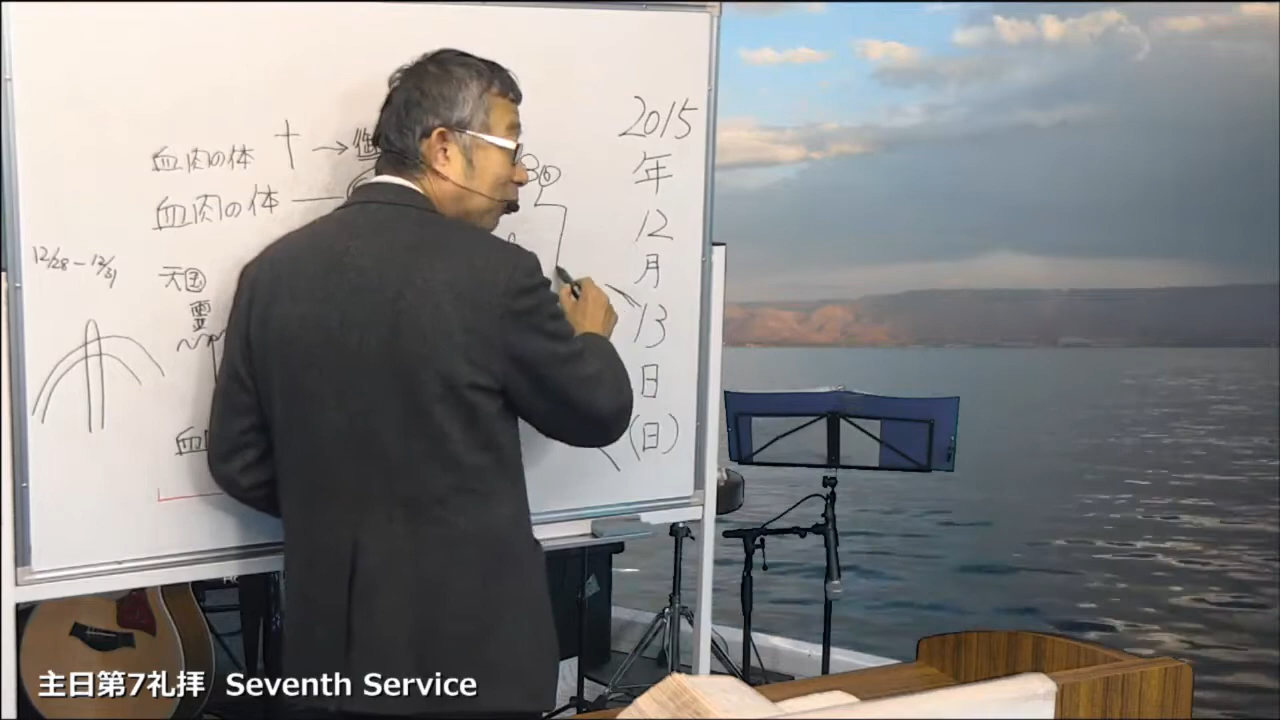 血肉の体 † →
血肉の体 —
12/28 - 12/31
天国
霊
血
2015
年
12
月
13
日
(日)
主日第7礼拝 Seventh Service